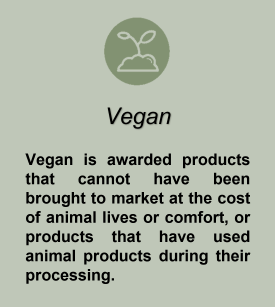 Vegan
Vegan is awarded products
that cannot have been
brought to market at the cost
of animal lives or comfort, or
products that have used
animal products during their
processing.